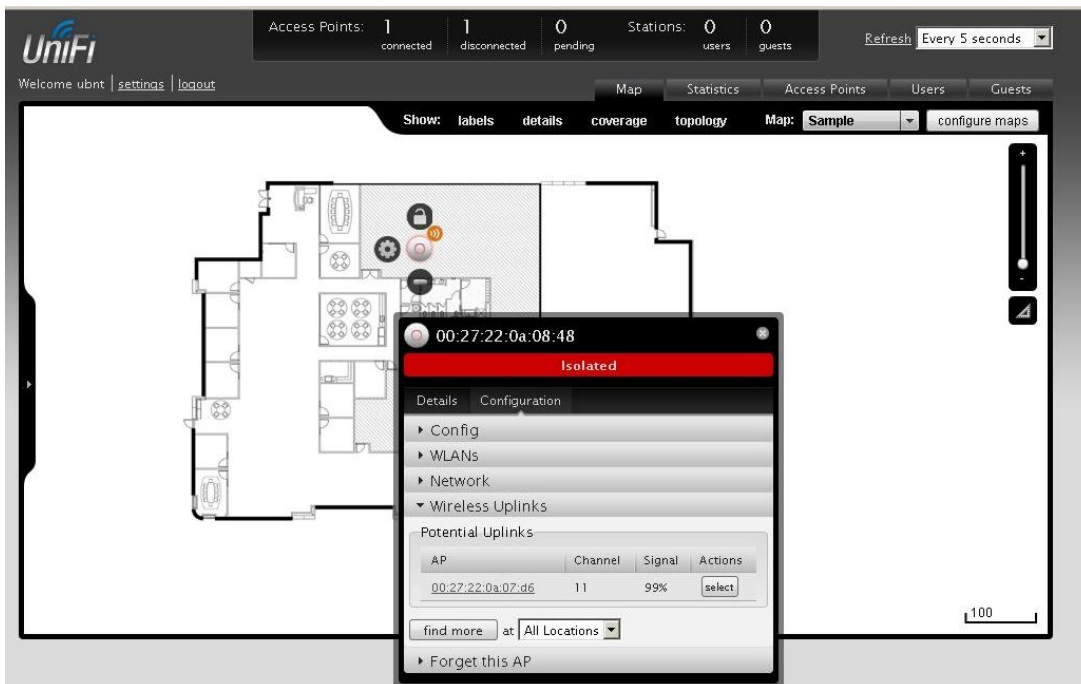 UniFi
Access Points: 1 connected 1 disconnected 0 pending Stations: 0 users 0 guests
Refresh Every 5 seconds
Welcome ubnt | settings | logout
Map Statistics Access Points Users Guests
Show: labels details coverage topology Map: Sample configure maps
+
-
00:27:22:0a:08:48
Isolated
Details Configuration
Config
WLANs
Network
Wireless Uplinks
Potential Uplinks
AP Channel Signal Actions
00:27:22:0a:07:d6 11 99% select
find more at All Locations
Forget this AP
100